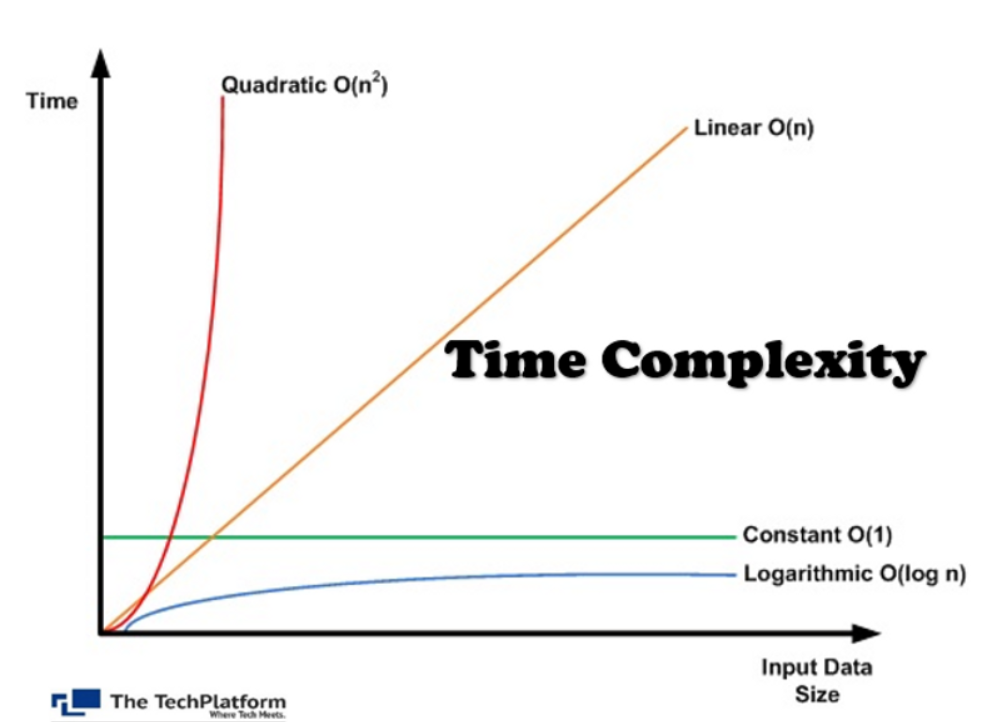 Time
Quadratic O(n²)
Linear O(n)
Time Complexity
Constant O(1)
Logarithmic O(log n)
Input Data
Size
The TechPlatform
Where Tech Meets.